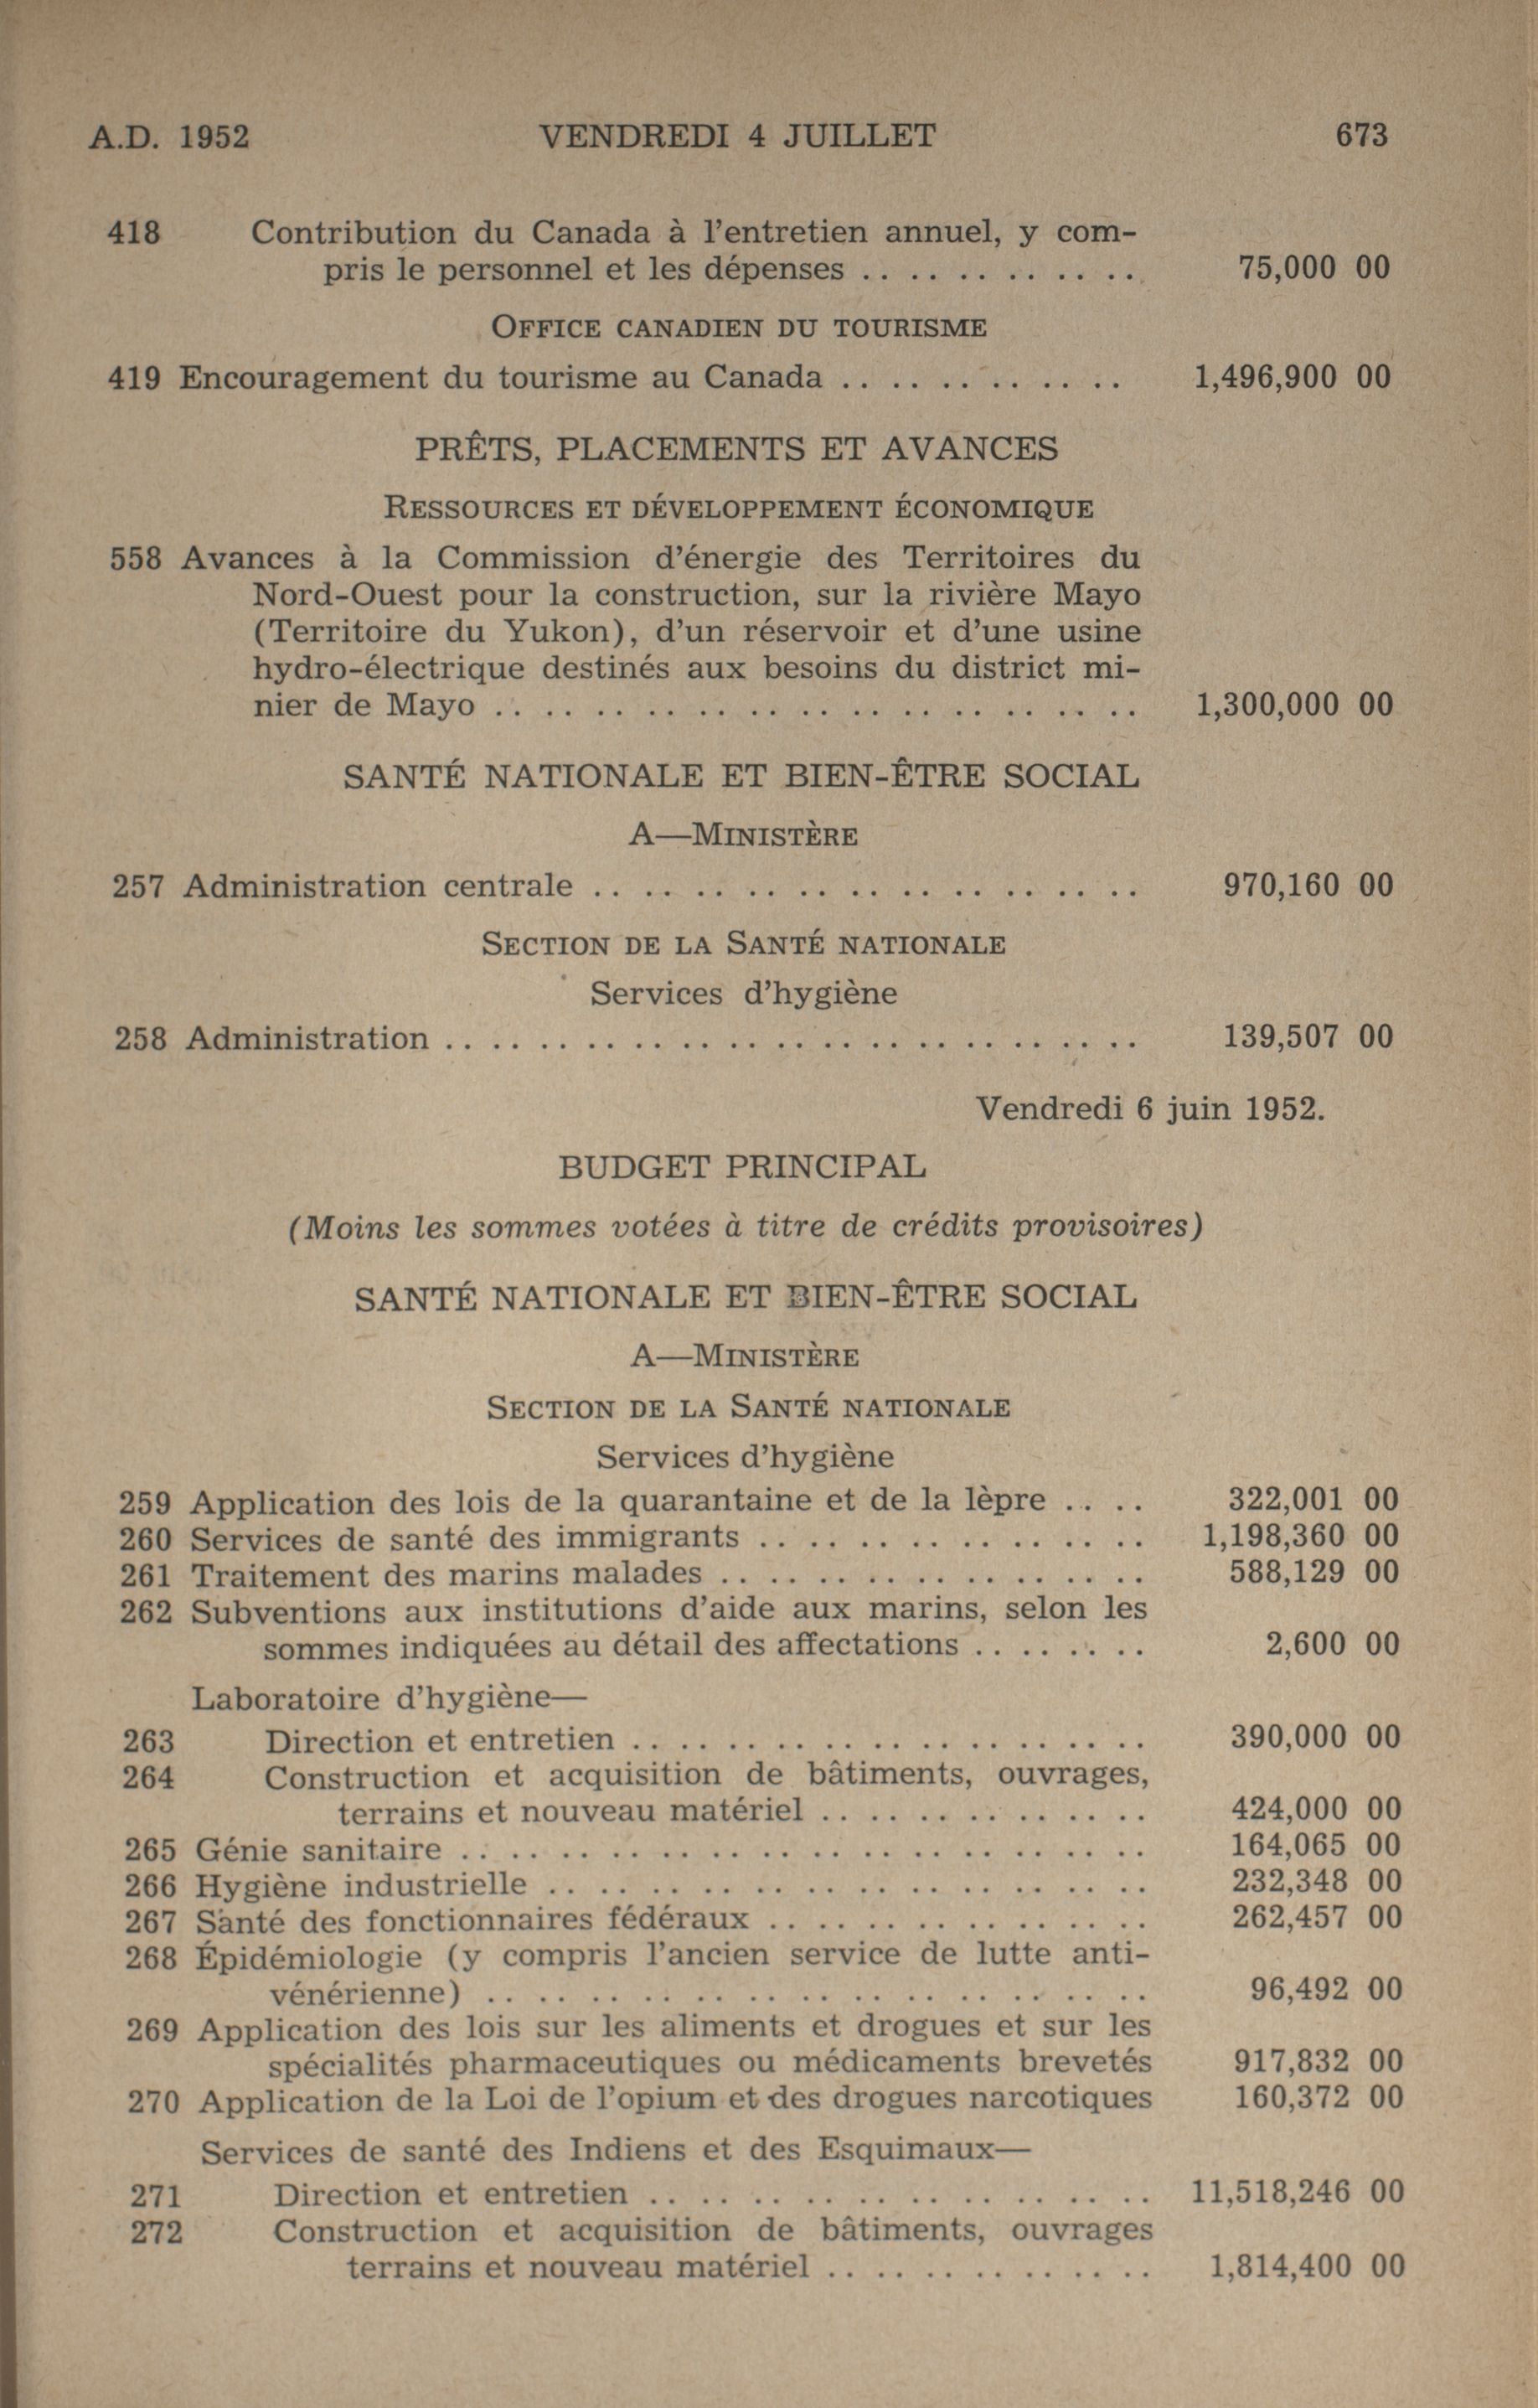 A.D. 1952 VENDREDI 4 JUILLET 673
418 Contribution du Canada à l'entretien annuel, y com-
pris le personnel et les dépenses . . . . . . . . . . . . 75,000 00
OFFICE CANADIEN DU TOURISME
419 Encouragement du tourisme au Canada . . . . . . . . . . . . 1,496,900 00
PRÊTS, PLACEMENTS ET AVANCES
RESSOURCES ET DÉVELOPPEMENT ÉCONOMIQUE
558 Avances à la Commission d'énergie des Territoires du
Nord-Ouest pour la construction, sur la rivière Mayo
(Territoire du Yukon), d'un réservoir et d'une usine
hydro-électrique destinés aux besoins du district mi-
nier de Mayo . . . . . . . . . . . . . . . . . . . . . . . . . . 1,300,000 00
SANTÉ NATIONALE ET BIEN-ÊTRE SOCIAL
A—MINISTÈRE
257 Administration centrale . . . . . . . . . . . . . . . . . . . . . . 970,160 00
SECTION DE LA SANTÉ NATIONALE
Services d'hygiène
258 Administration . . . . . . . . . . . . . . . . . . . . . . . . . . . . . . 139,507 00
Vendredi 6 juin 1952.
BUDGET PRINCIPAL
(Moins les sommes votées à titre de crédits provisoires)
SANTÉ NATIONALE ET BIEN-ÊTRE SOCIAL
A—MINISTÈRE
SECTION DE LA SANTÉ NATIONALE
Services d'hygiène
259 Application des lois de la quarantaine et de la lèpre . . . . 322,001 00
260 Services de santé des immigrants . . . . . . . . . . . . . . . . 1,198,360 00
261 Traitement des marins malades . . . . . . . . . . . . . . . . . . 588,129 00
262 Subventions aux institutions d'aide aux marins, selon les
sommes indiquées au détail des affectations . . . . . . . . 2,600 00
Laboratoire d'hygiène—
263 Direction et entretien . . . . . . . . . . . . . . . . . . . . . . 390,000 00
264 Construction et acquisition de bâtiments, ouvrages,
terrains et nouveau matériel . . . . . . . . . . . . . . 424,000 00
265 Génie sanitaire . . . . . . . . . . . . . . . . . . . . . . . . . . . . 164,065 00
266 Hygiène industrielle . . . . . . . . . . . . . . . . . . . . . . . . 232,348 00
267 Santé des fonctionnaires fédéraux . . . . . . . . . . . . . . . . 262,457 00
268 Épidémiologie (y compris l'ancien service de lutte anti-
vénérienne) . . . . . . . . . . . . . . . . . . . . . . . . . . 96,492 00
269 Application des lois sur les aliments et drogues et sur les
spécialités pharmaceutiques ou médicaments brevetés 917,832 00
270 Application de la Loi de l'opium et des drogues narcotiques 160,372 00
Services de santé des Indiens et des Esquimaux—
271 Direction et entretien . . . . . . . . . . . . . . . . . . . . 11,518,246 00
272 Construction et acquisition de bâtiments, ouvrages
terrains et nouveau matériel . . . . . . . . . . . . . . 1,814,400 00